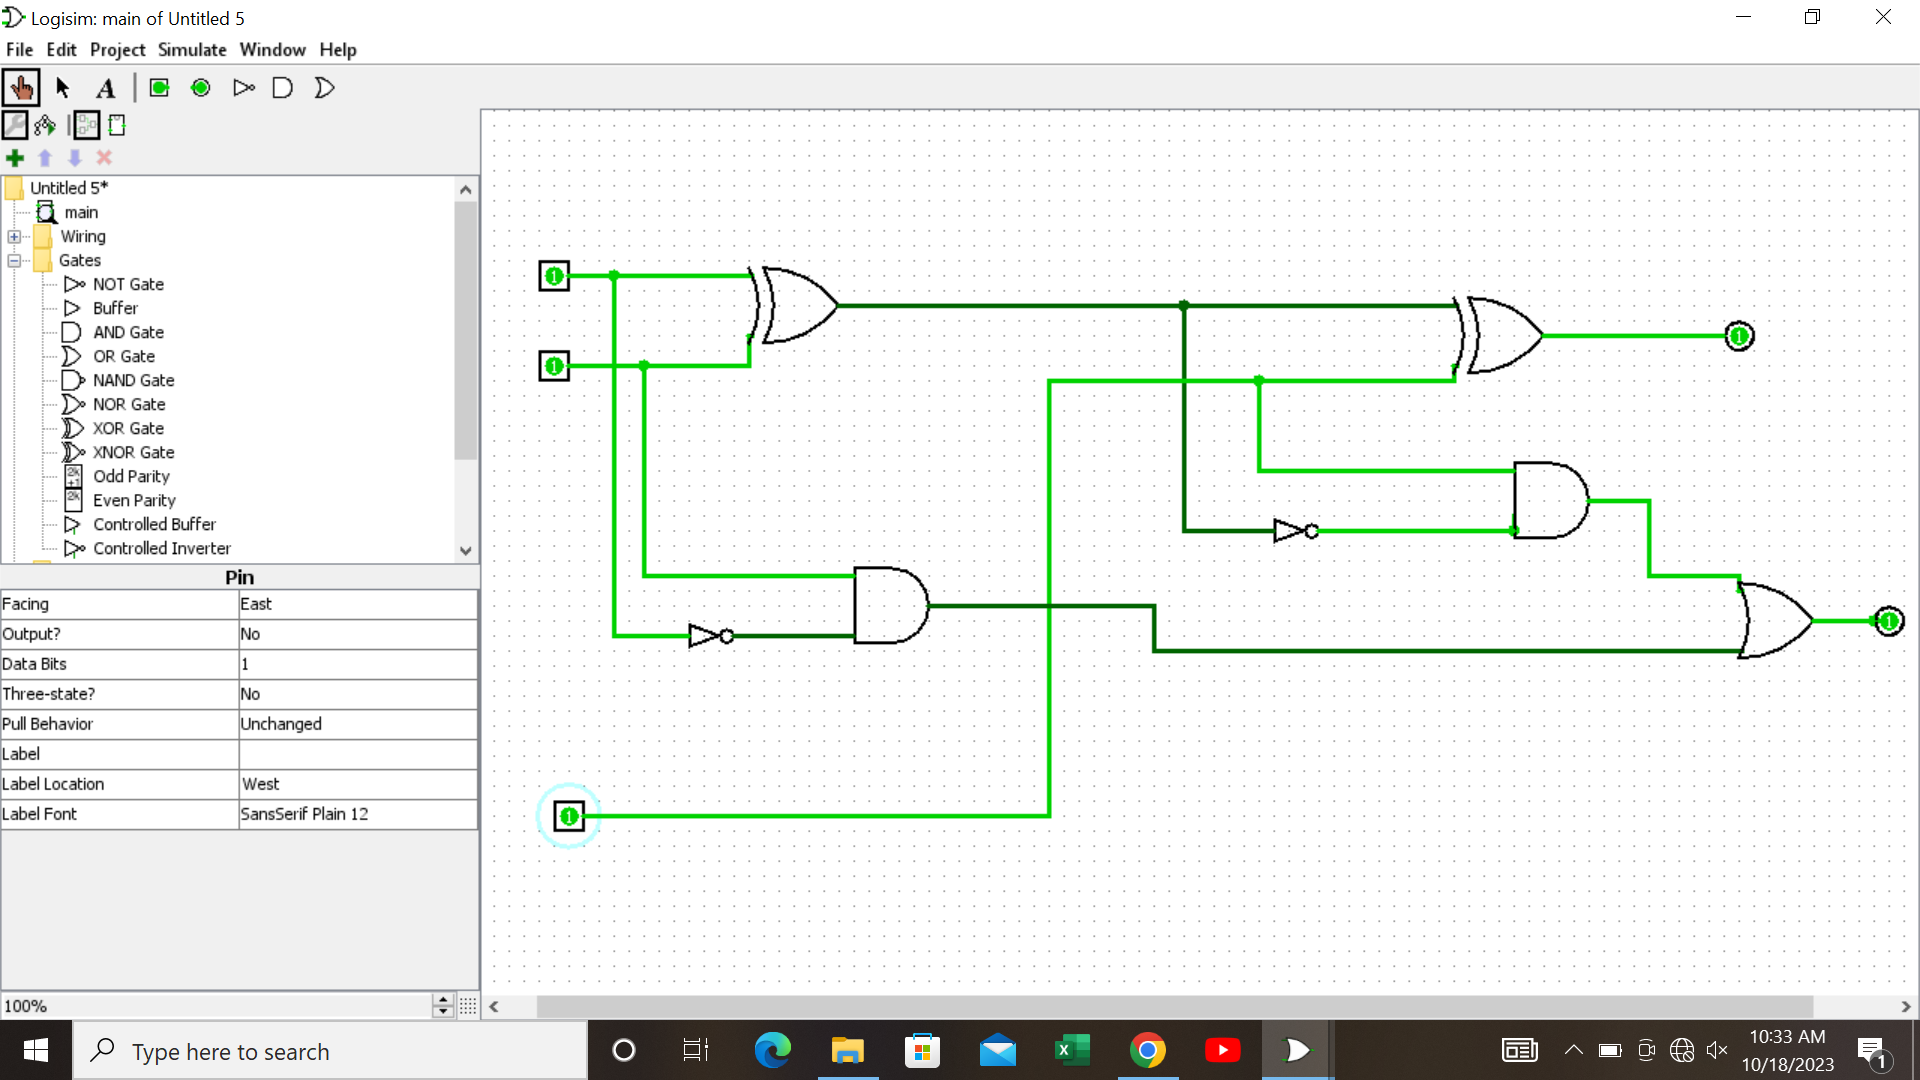 Logisim: main of Untitled 5
File Edit Project Simulate Window Help
A
Untitled 5*
main
Wiring
Gates
NOT Gate
Buffer
AND Gate
OR Gate
NAND Gate
NOR Gate
XOR Gate
XNOR Gate
2k
+1
Odd Parity
2k
Even Parity
Controlled Buffer
Controlled Inverter
Pin
Facing East
Output? No
Data Bits 1
Three-state? No
Pull Behavior Unchanged
Label
Label Location West
Label Font SansSerif Plain 12
100%
1
1
1
1
1
Type here to search
10:33 AM
10/18/2023
1